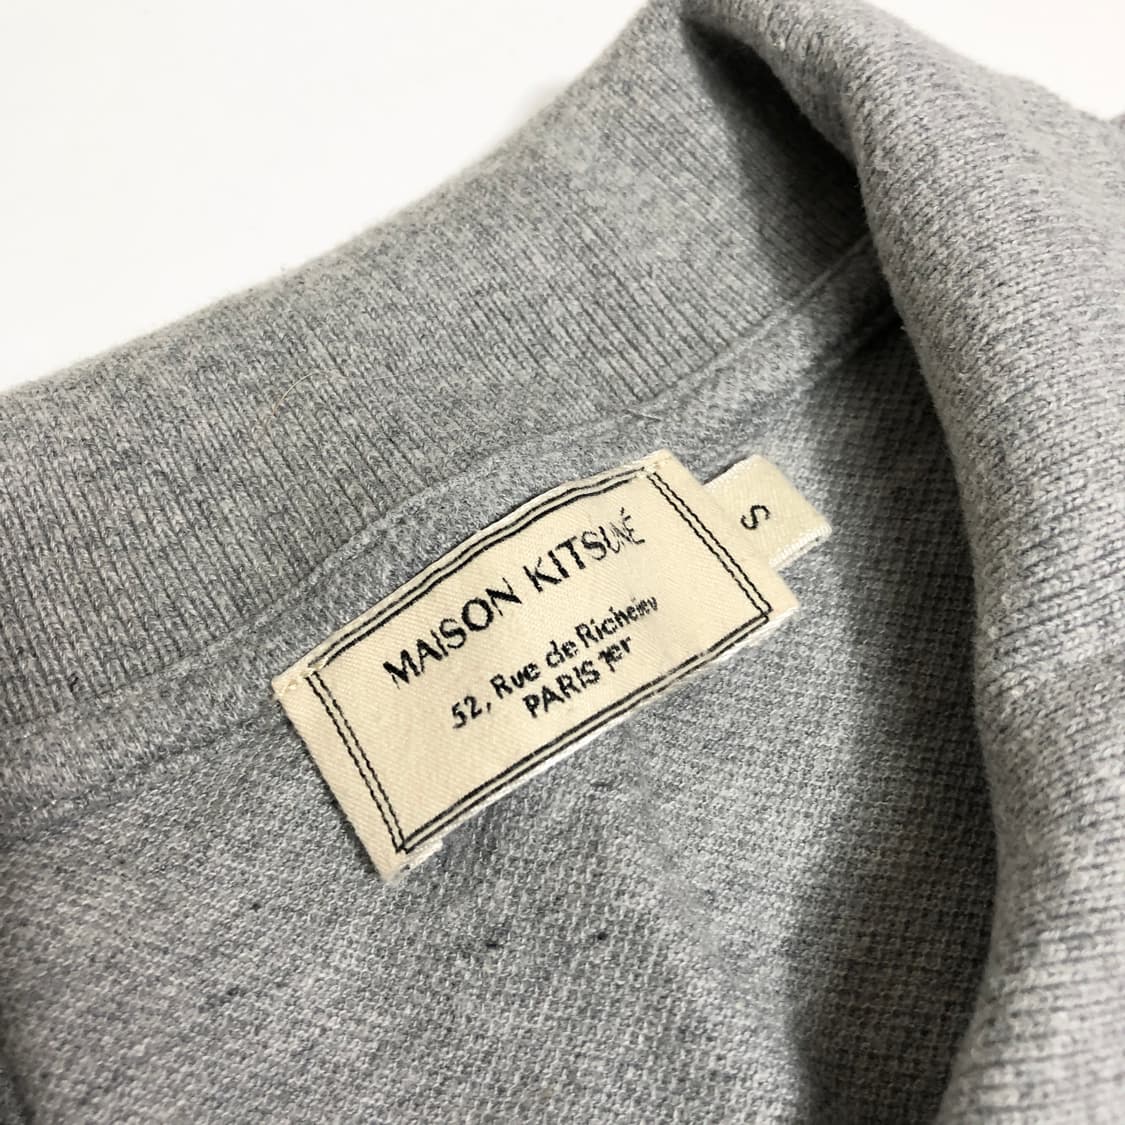 MAISON KITSUNÉ
52, Rue de Richelieu
PARIS 1er
S